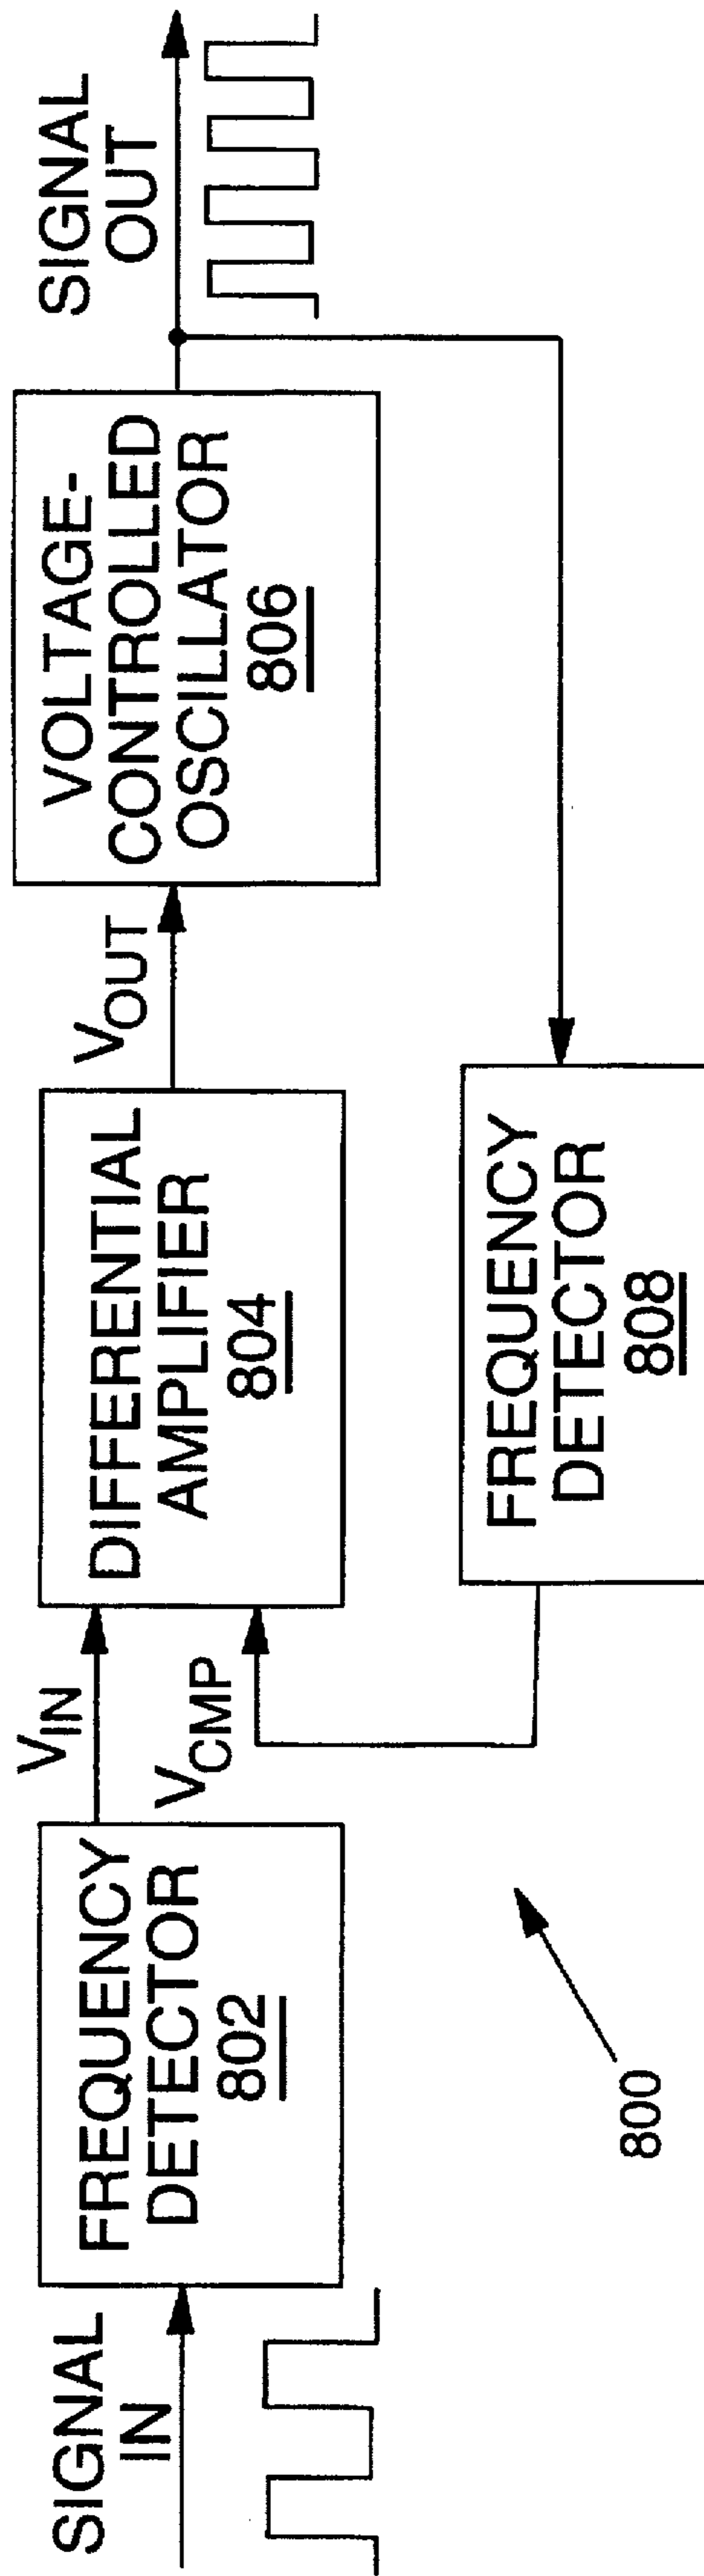 SIGNAL
IN
FREQUENCY
DETECTOR
802
VIN
VCMP
DIFFERENTIAL
AMPLIFIER
804
VOUT
VOLTAGE-
CONTROLLED
OSCILLATOR
806
SIGNAL
OUT
FREQUENCY
DETECTOR
808
800